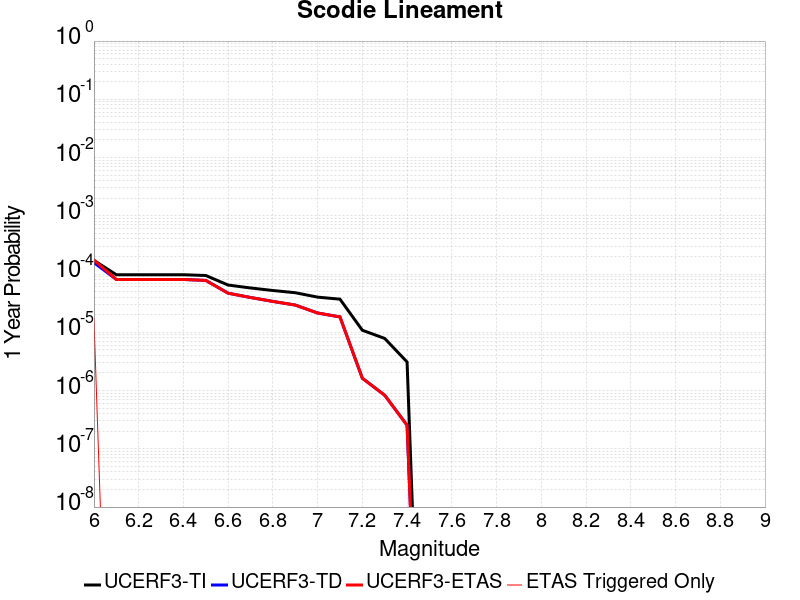 Scodie Lineament
10^0
10^-1
10^-2
10^-3
10^-4
10^-5
10^-6
10^-7
10^-8
1 Year Probability
6 6.2 6.4 6.6 6.8 7 7.2 7.4 7.6 7.8 8 8.2 8.4 8.6 8.8 9
Magnitude
UCERF3-TI UCERF3-TD UCERF3-ETAS ETAS Triggered Only